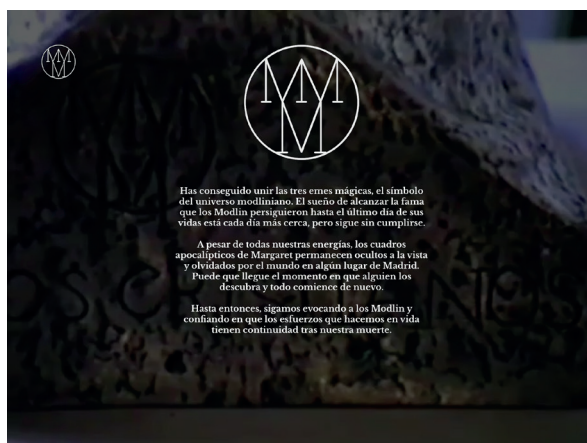 Has conseguido unir las tres emes mágicas, el símbolo
del universo modliniano. El sueño de alcanzar la fama
que los Modlin persiguieron hasta el último día de sus
vidas está cada día más cerca, pero sigue sin cumplirse.
A pesar de todas nuestras energías, los cuadros
apocalípticos de Margaret permanecen ocultos a la vista
y olvidados por el mundo en algún lugar de Madrid.
Puede que llegue el momento en que alguien los
descubra y todo comience de nuevo.
Hasta entonces, sigamos evocando a los Modlin y
confiando en que los esfuerzos que hacemos en vida
tienen continuidad tras nuestra muerte.